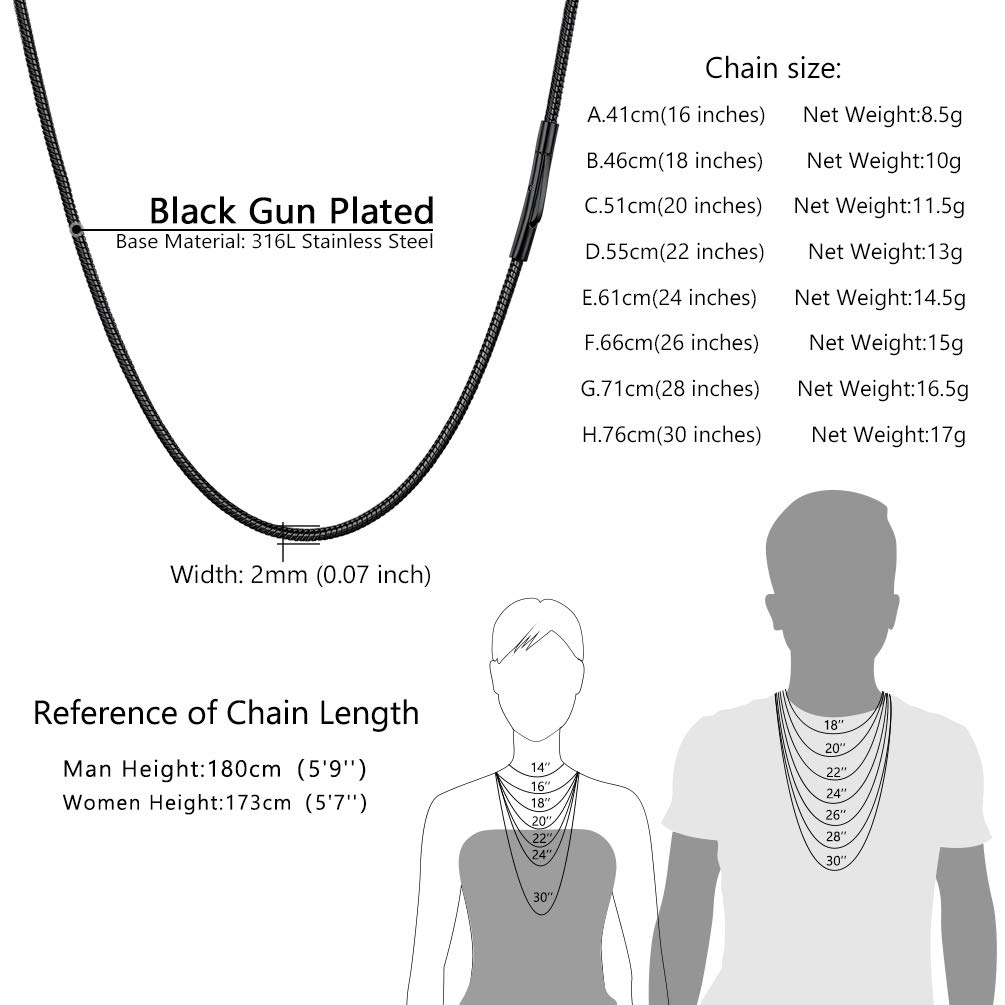 Chain size:
A.41cm(16 inches) Net Weight:8.5g
B.46cm(18 inches) Net Weight:10g
C.51cm(20 inches) Net Weight:11.5g
D.55cm(22 inches) Net Weight:13g
E.61cm(24 inches) Net Weight:14.5g
F.66cm(26 inches) Net Weight:15g
G.71cm(28 inches) Net Weight:16.5g
H.76cm(30 inches) Net Weight:17g
Black Gun Plated
Base Material: 316L Stainless Steel
Width: 2mm (0.07 inch)
Reference of Chain Length
Man Height:180cm (5'9'')
Women Height:173cm (5'7'')
14''
16''
18''
20''
22''
24''
30''
18''
20''
22''
24''
26''
28''
30''